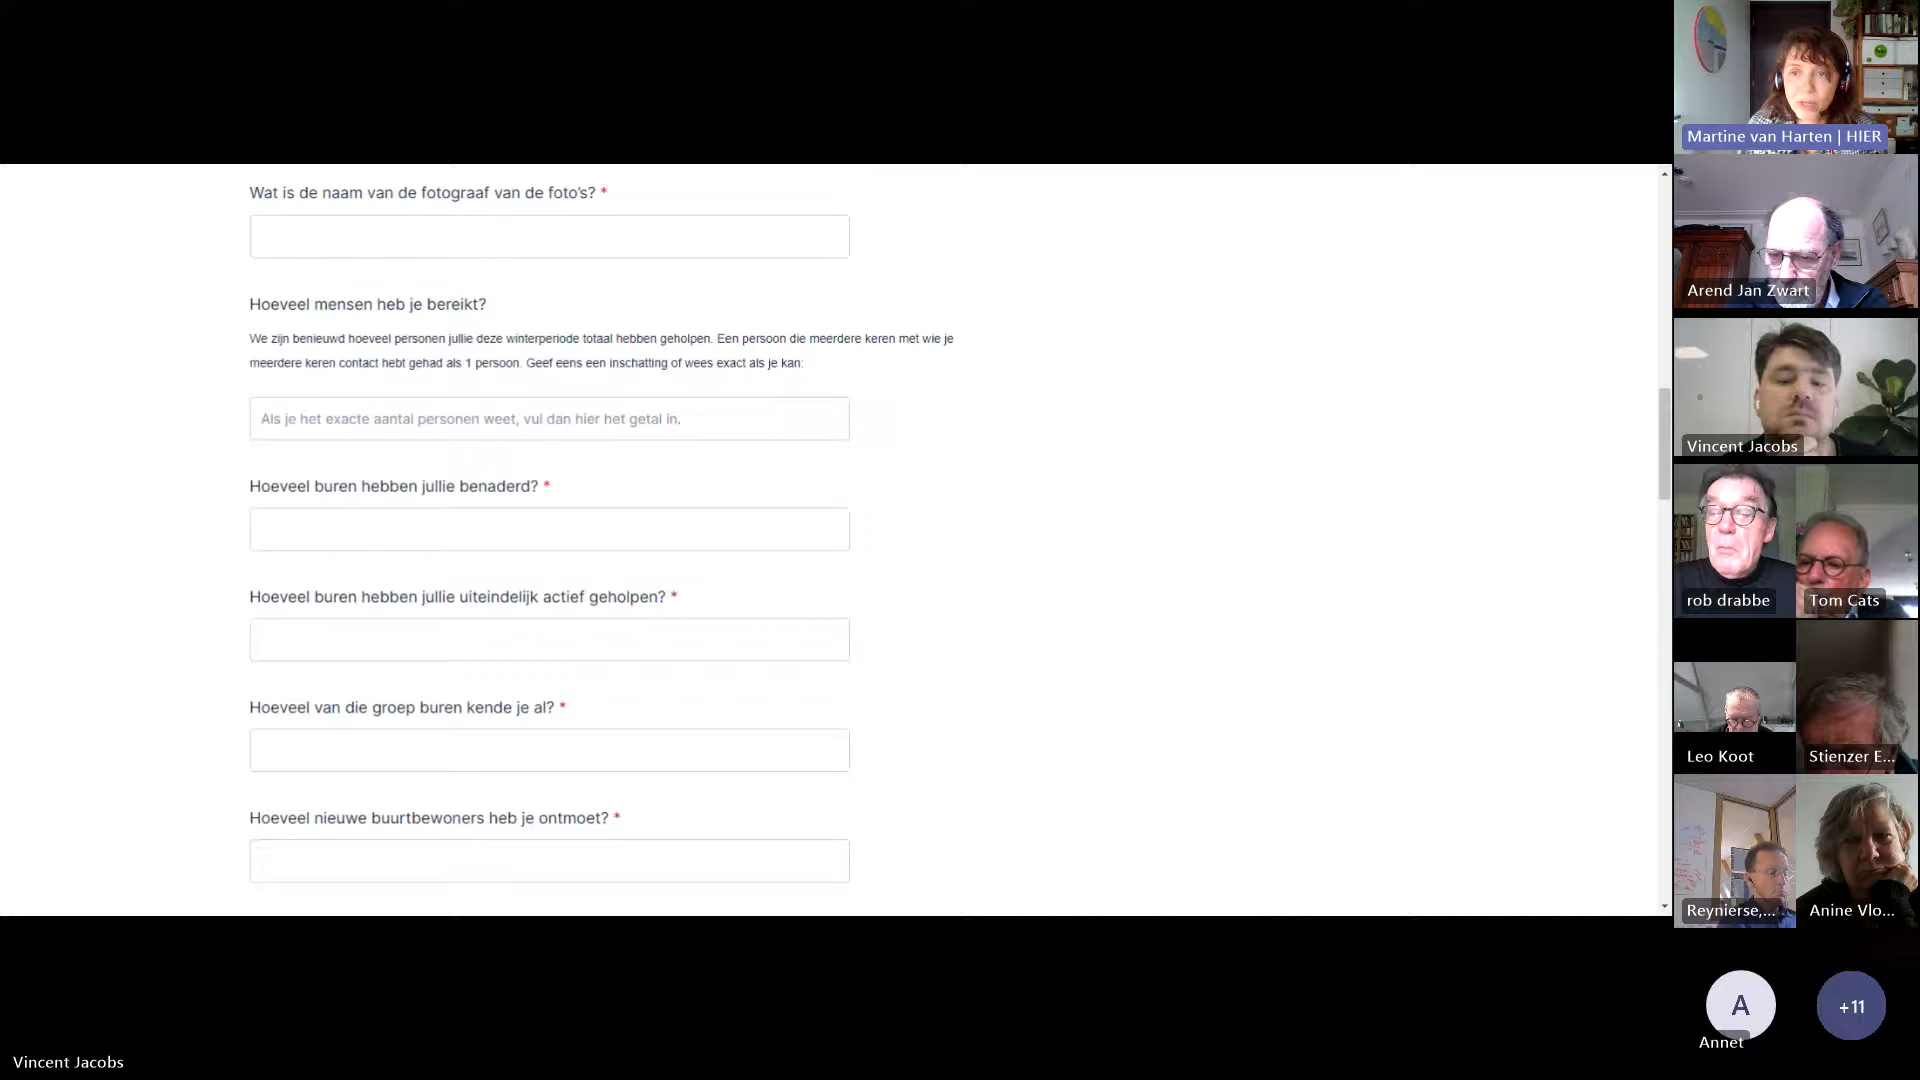 Wat is de naam van de fotograaf van de foto's? *
Hoeveel mensen heb je bereikt?
We zijn benieuwd hoeveel personen jullie deze winterperiode totaal hebben geholpen. Een persoon die meerdere keren met wie je
meerdere keren contact hebt gehad als 1 persoon. Geef eens een inschatting of wees exact als je kan:
Als je het exacte aantal personen weet, vul dan hier het getal in.
Hoeveel buren hebben jullie benaderd? *
Hoeveel buren hebben jullie uiteindelijk actief geholpen? *
Hoeveel van die groep buren kende je al? *
Hoeveel nieuwe buurtbewoners heb je ontmoet? *
Vincent Jacobs
Martine van Harten | HIER
Arend Jan Zwart
Vincent Jacobs
rob drabbe
Tom Cats
Leo Koot
Stienzer E...
Reynierse,...
Anine Vlo...
A
Annet
+11